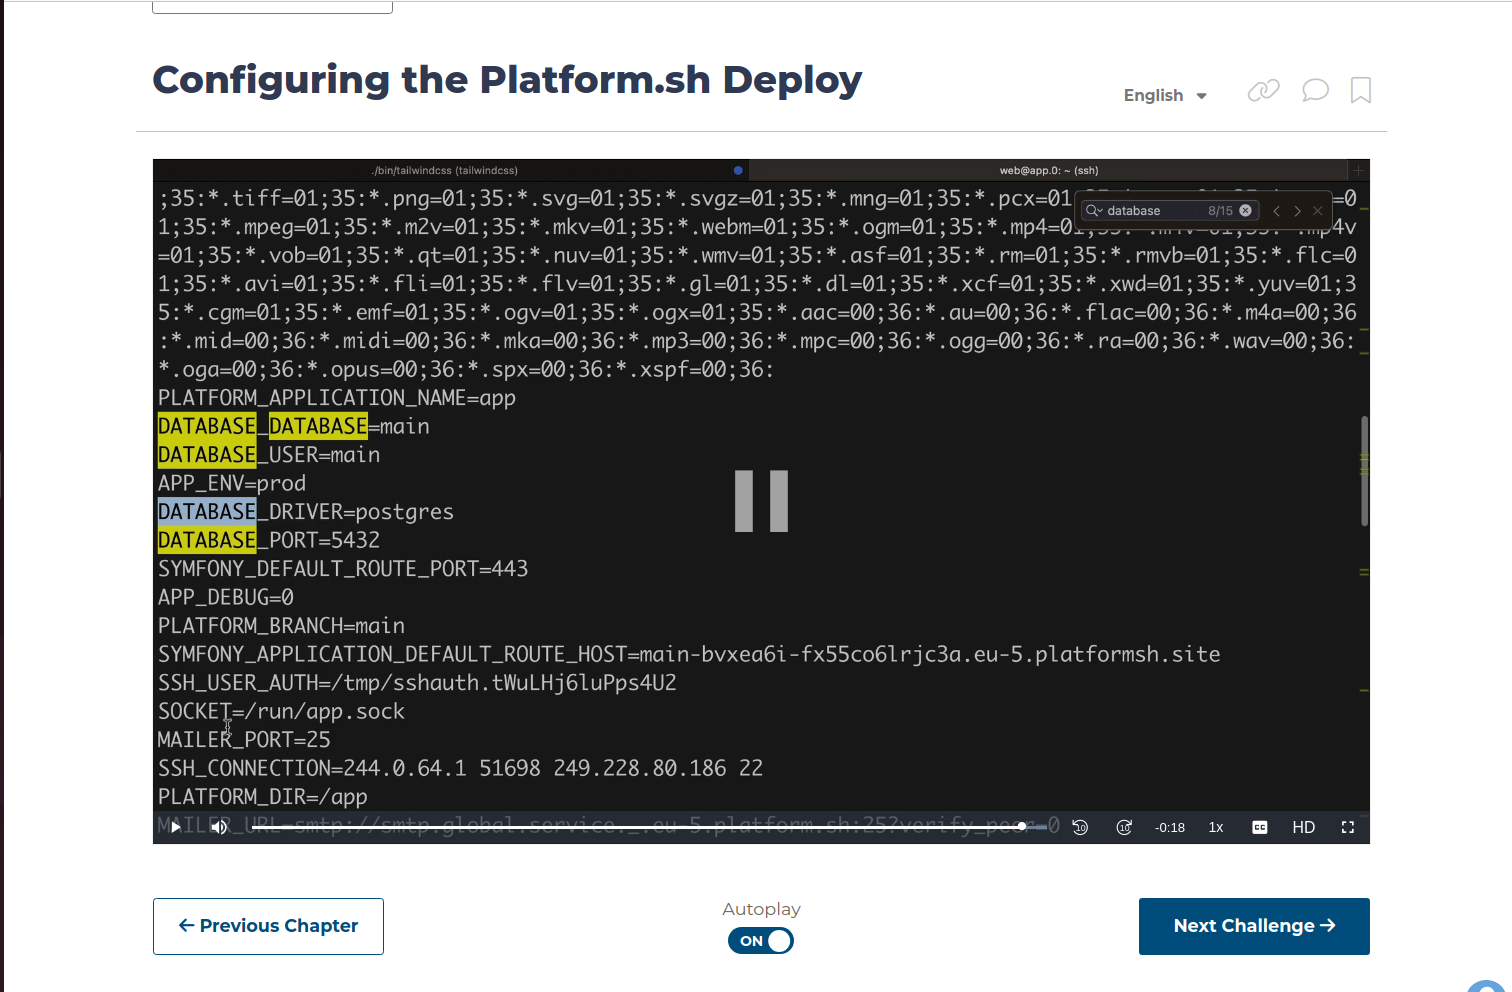 Configuring the Platform.sh Deploy
English
./bin/tailwindcss (tailwindcss)
web@app.0: ~ (ssh)
;35:*.tiff=01;35:*.png=01;35:*.svg=01;35:*.svgz=01;35:*.mng=01;35:*.pcx=01
database 8/15
1;35:*.mpeg=01;35:*.m2v=01;35:*.mkv=01;35:*.webm=01;35:*.ogm=01;35:*.mp4=01;35:*.m4v=01;35:*.mp4v
=01;35:*.vob=01;35:*.qt=01;35:*.nuv=01;35:*.wmv=01;35:*.asf=01;35:*.rm=01;35:*.rmvb=01;35:*.flc=0
1;35:*.avi=01;35:*.fli=01;35:*.flv=01;35:*.gl=01;35:*.dl=01;35:*.xcf=01;35:*.xwd=01;35:*.yuv=01;3
5:*.cgm=01;35:*.emf=01;35:*.ogv=01;35:*.ogx=01;35:*.aac=00;36:*.au=00;36:*.flac=00;36:*.m4a=00;36
:*.mid=00;36:*.midi=00;36:*.mka=00;36:*.mp3=00;36:*.mpc=00;36:*.ogg=00;36:*.ra=00;36:*.wav=00;36:
*.oga=00;36:*.opus=00;36:*.spx=00;36:*.xspf=00;36:
PLATFORM_APPLICATION_NAME=app
DATABASE_DATABASE=main
DATABASE_USER=main
APP_ENV=prod
DATABASE_DRIVER=postgres
DATABASE_PORT=5432
SYMFONY_DEFAULT_ROUTE_PORT=443
APP_DEBUG=0
PLATFORM_BRANCH=main
SYMFONY_APPLICATION_DEFAULT_ROUTE_HOST=main-bvxea6i-fx55co6lrjc3a.eu-5.platformsh.site
SSH_USER_AUTH=/tmp/sshauth.tWuLHj6luPps4U2
SOCKET=/run/app.sock
MAILER_PORT=25
SSH_CONNECTION=244.0.64.1 51698 249.228.80.186 22
PLATFORM_DIR=/app
MAILER_URL=smtp://smtp.global.service._.eu-5.platform.sh:25?verify_peer=0
10 10 -0:18 1x CC HD
← Previous Chapter
Autoplay
ON
Next Challenge →